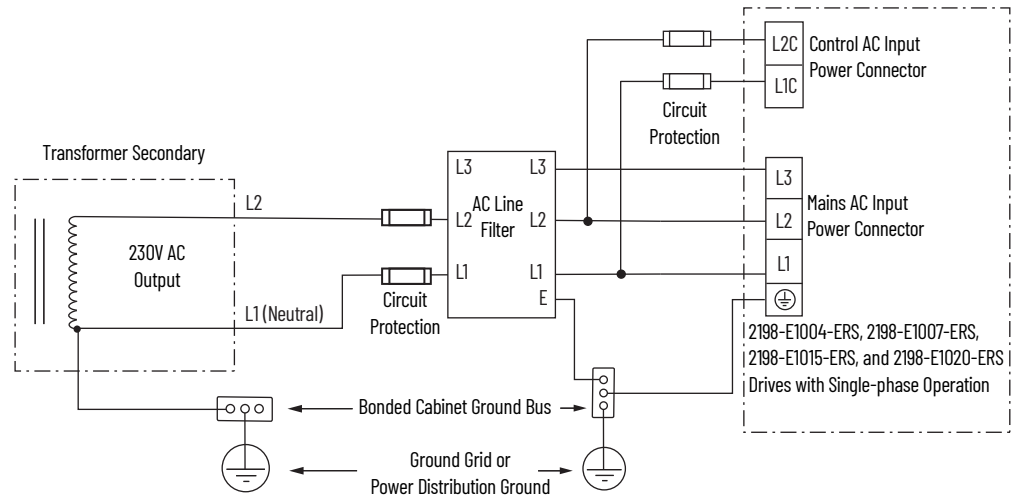 L2C
Control AC Input
Power Connector
L1C
Circuit
Protection
Transformer Secondary
L3
L3
L3
L2
AC Line
Filter
L2
L2
L2
Mains AC Input
Power Connector
230V AC
Output
L1
L1
L1
E
L1 (Neutral)
Circuit
Protection
2198-E1004-ERS, 2198-E1007-ERS,
2198-E1015-ERS, and 2198-E1020-ERS
Drives with Single-phase Operation
Bonded Cabinet Ground Bus
Ground Grid or
Power Distribution Ground